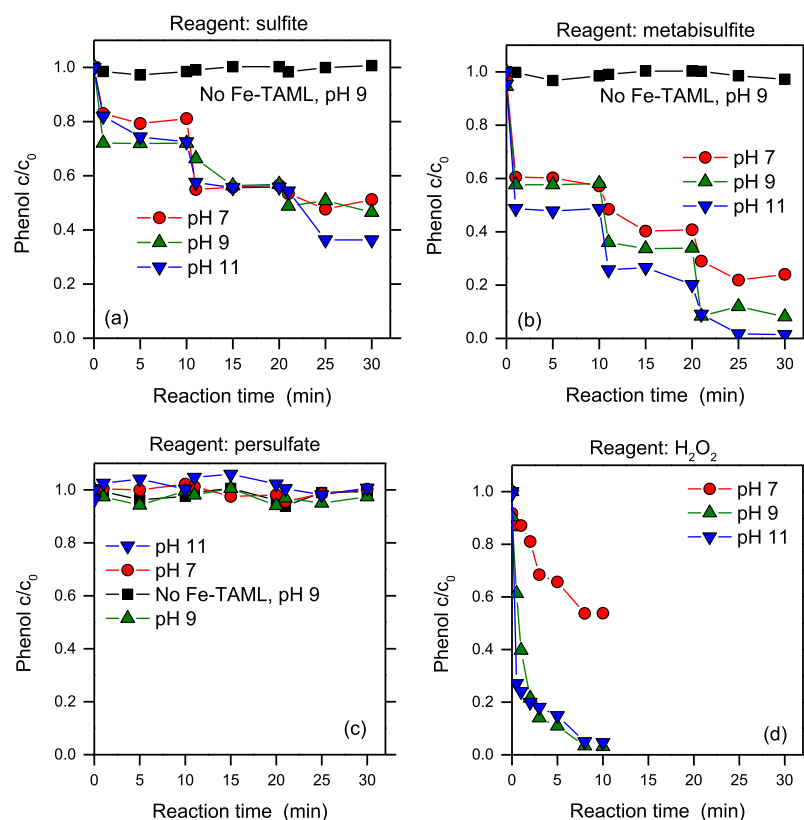 Reagent: sulfite
1.0
0.8
0.6
0.4
0.2
0.0
Phenol c/c₀
No Fe-TAML, pH 9
pH 7
pH 9
pH 11
(a)
0 5 10 15 20 25 30
Reaction time (min)
Reagent: metabisulfite
1.0
0.8
0.6
0.4
0.2
0.0
Phenol c/c₀
No Fe-TAML, pH 9
pH 7
pH 9
pH 11
(b)
0 5 10 15 20 25 30
Reaction time (min)
Reagent: persulfate
1.0
0.8
0.6
0.4
0.2
0.0
Phenol c/c₀
pH 11
pH 7
No Fe-TAML, pH 9
pH 9
(c)
0 5 10 15 20 25 30
Reaction time (min)
Reagent: H₂O₂
1.0
0.8
0.6
0.4
0.2
0.0
Phenol c/c₀
pH 7
pH 9
pH 11
(d)
0 5 10 15 20 25 30
Reaction time (min)